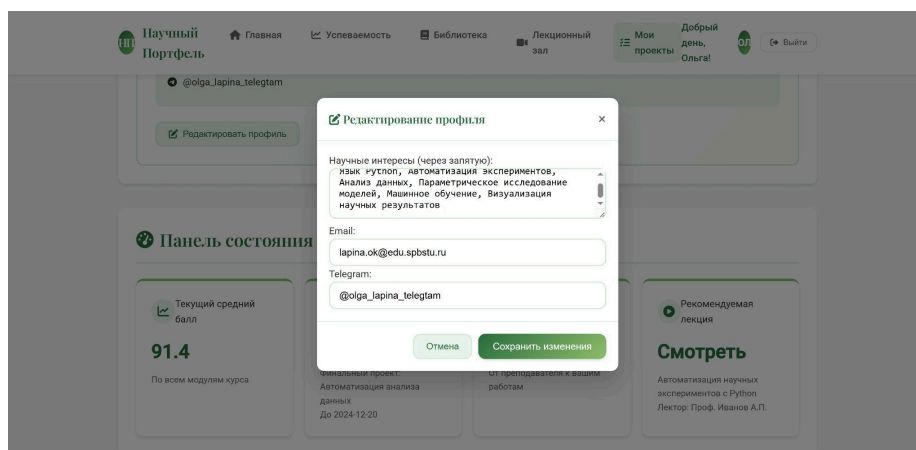 НП
Научный
Портфель
Главная
Успеваемость
Библиотека
Лекционный
зал
Мои
проекты
Добрый
день,
Ольга!
ОЛ
Выйти
@olga_lapina_telegtam
Редактировать профиль
Редактирование профиля
×
Научные интересы (через запятую):
Язык Python, Автоматизация экспериментов,
Анализ данных, Параметрическое исследование
моделей, Машинное обучение, Визуализация
научных результатов
Email:
lapina.ok@edu.spbstu.ru
Telegram:
@olga_lapina_telegtam
Отмена
Сохранить изменения
Панель состояния
Текущий средний
балл
91.4
По всем модулям курса
Финальный проект:
Автоматизация анализа
данных
До 2024-12-20
От преподавателя к вашим
работам
Рекомендуемая
лекция
Смотреть
Автоматизация научных
экспериментов с Python
Лектор: Проф. Иванов А.П.